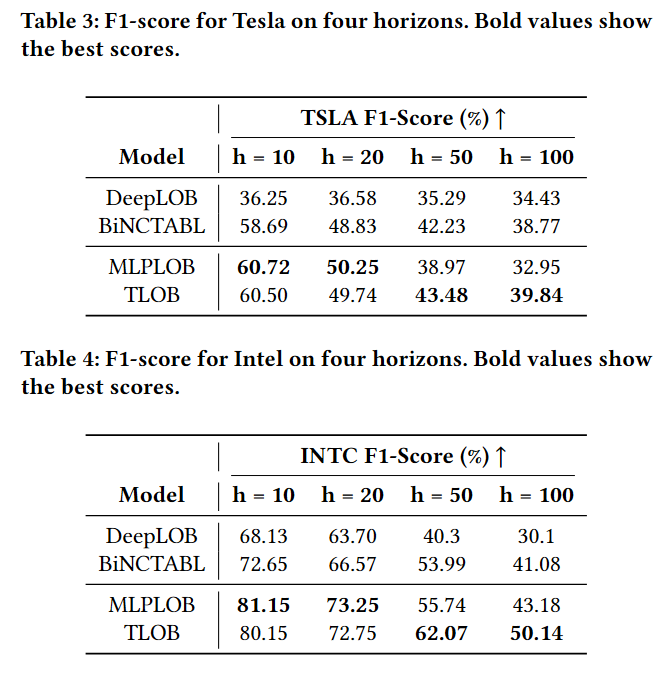 Table 3: F1-score for Tesla on four horizons. Bold values show
the best scores.
TSLA F1-Score (%) ↑
Model h = 10 h = 20 h = 50 h = 100
DeepLOB 36.25 36.58 35.29 34.43
BiNCTABL 58.69 48.83 42.23 38.77
MLPLOB 60.72 50.25 38.97 32.95
TLOB 60.50 49.74 43.48 39.84
Table 4: F1-score for Intel on four horizons. Bold values show
the best scores.
INTC F1-Score (%) ↑
Model h = 10 h = 20 h = 50 h = 100
DeepLOB 68.13 63.70 40.3 30.1
BiNCTABL 72.65 66.57 53.99 41.08
MLPLOB 81.15 73.25 55.74 43.18
TLOB 80.15 72.75 62.07 50.14